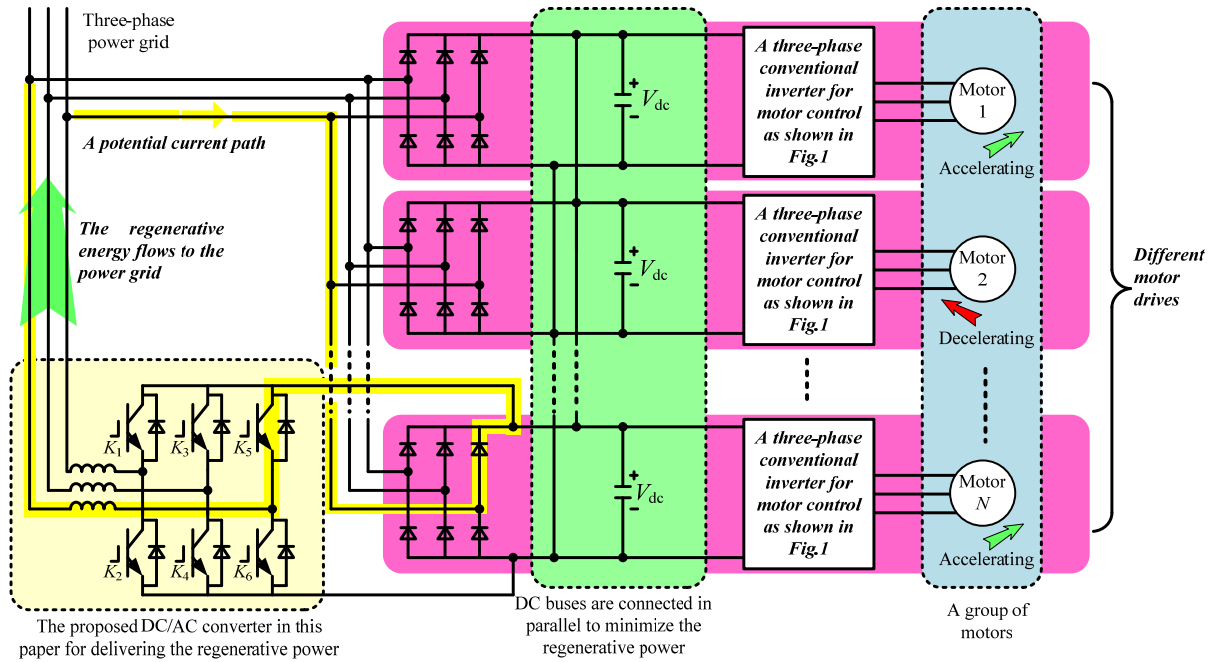 Three-phase
power grid
A potential current path
The regenerative
energy flows to the
power grid
K1
K3
K5
K2
K4
K6
The proposed DC/AC converter in this
paper for delivering the regenerative power
+
Vdc
-
A three-phase
conventional
inverter for
motor control
as shown in
Fig.1
Motor
1
Accelerating
+
Vdc
-
A three-phase
conventional
inverter for
motor control
as shown in
Fig.1
Motor
2
Decelerating
+
Vdc
-
A three-phase
conventional
inverter for
motor control
as shown in
Fig.1
Motor
N
Accelerating
Different
motor
drives
DC buses are connected in
parallel to minimize the
regenerative power
A group of
motors